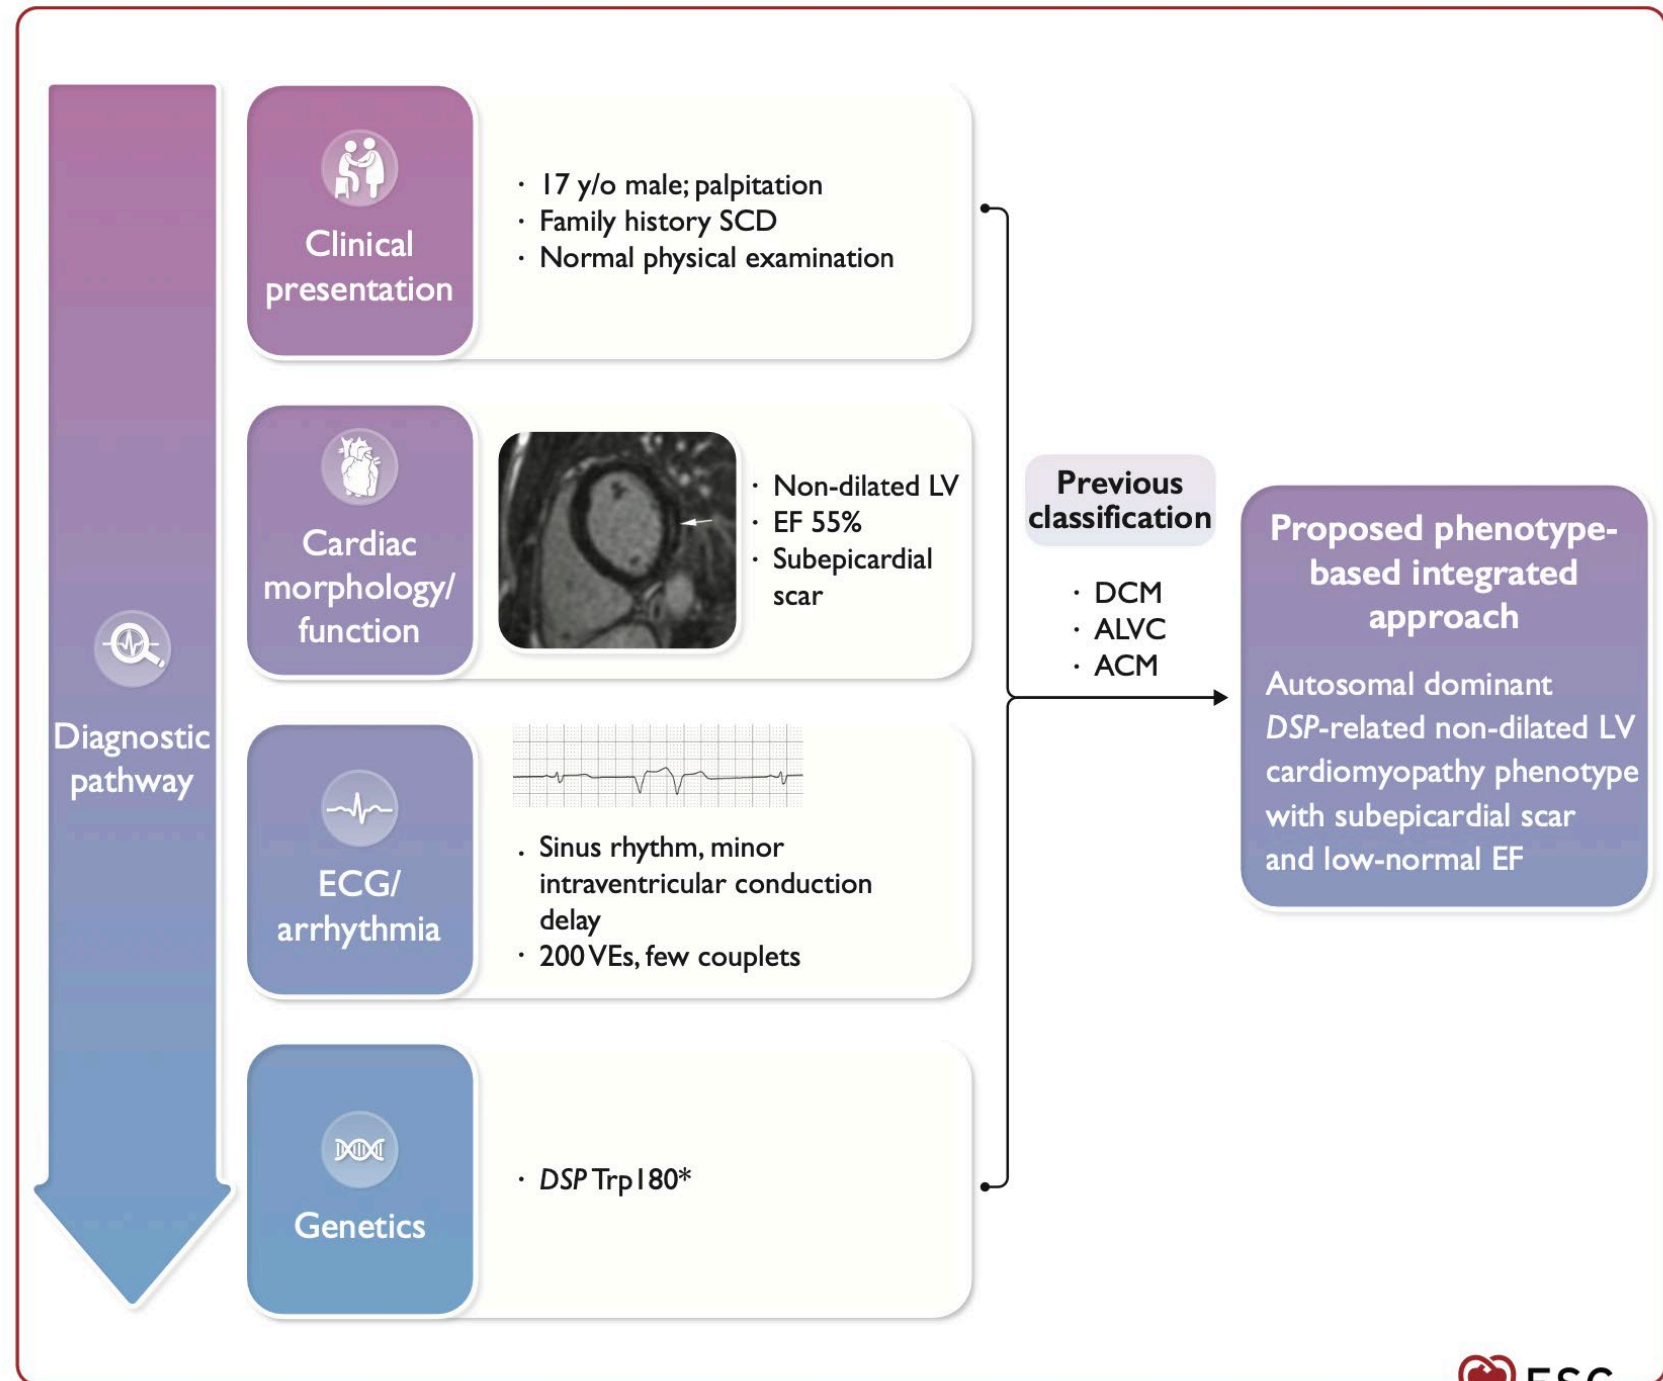 Diagnostic
pathway
Clinical
presentation
· 17 y/o male; palpitation
· Family history SCD
· Normal physical examination
Cardiac
morphology/
function
· Non-dilated LV
· EF 55%
· Subepicardial
scar
ECG/
arrhythmia
. Sinus rhythm, minor
intraventricular conduction
delay
· 200 VEs, few couplets
Genetics
· DSP Trp180*
Previous
classification
· DCM
· ALVC
· ACM
Proposed phenotype-
based integrated
approach
Autosomal dominant
DSP-related non-dilated LV
cardiomyopathy phenotype
with subepicardial scar
and low-normal EF
ESC